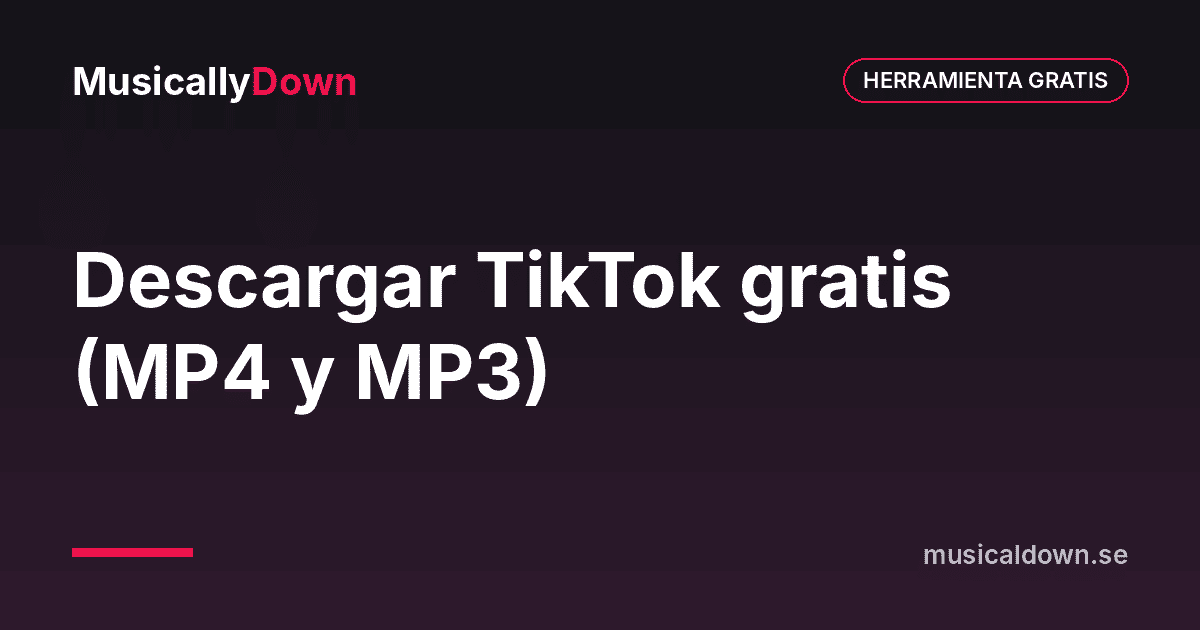 MusicallyDown
HERRAMIENTA GRATIS
Descargar TikTok gratis
(MP4 y MP3)
musicaldown.se